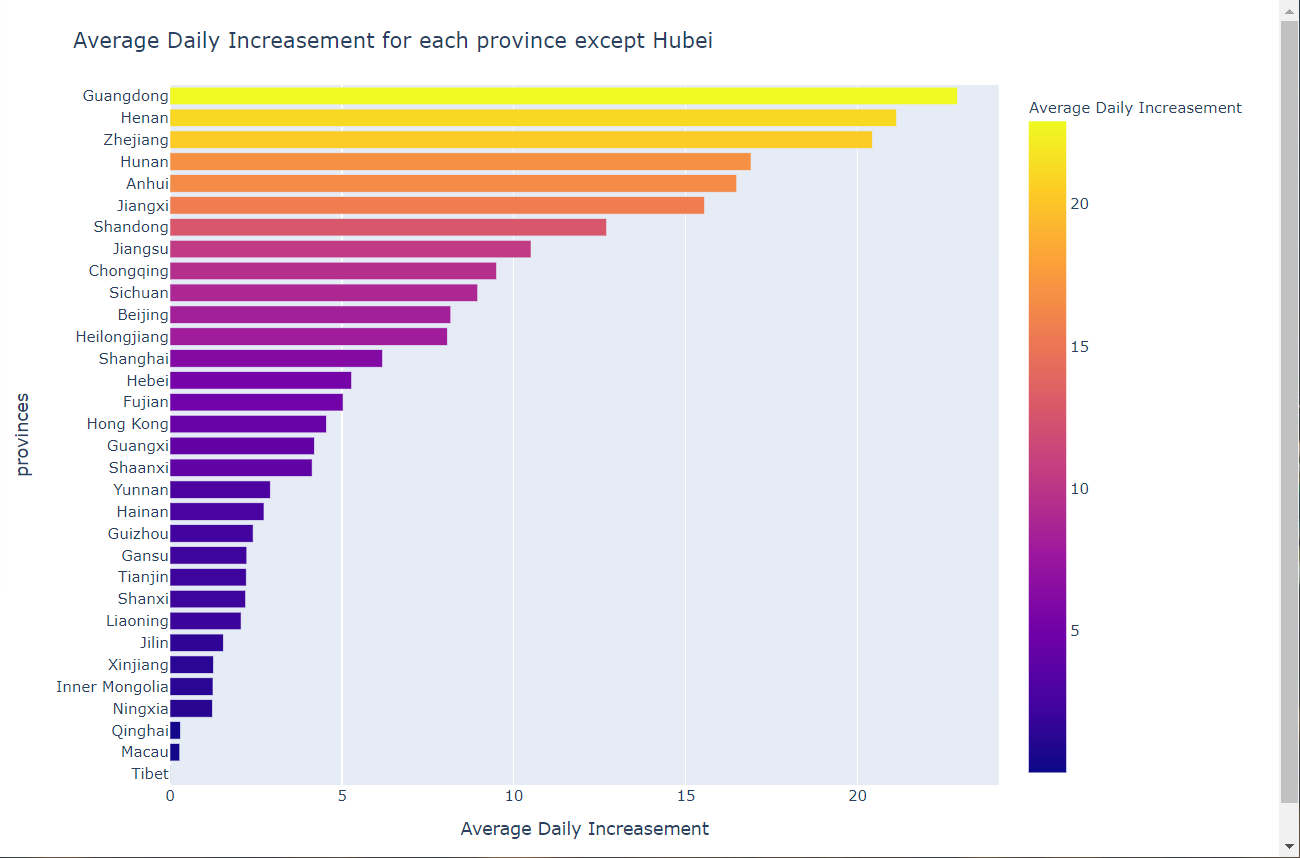 Average Daily Increasement for each province except Hubei
Guangdong
Henan
Zhejiang
Hunan
Anhui
Jiangxi
Shandong
Jiangsu
Chongqing
Sichuan
Beijing
Heilongjiang
Shanghai
Hebei
Fujian
Hong Kong
Guangxi
Shaanxi
Yunnan
Hainan
Guizhou
Gansu
Tianjin
Shanxi
Liaoning
Jilin
Xinjiang
Inner Mongolia
Ningxia
Qinghai
Macau
Tibet
provinces
0 5 10 15 20
Average Daily Increasement
Average Daily Increasement
20
15
10
5